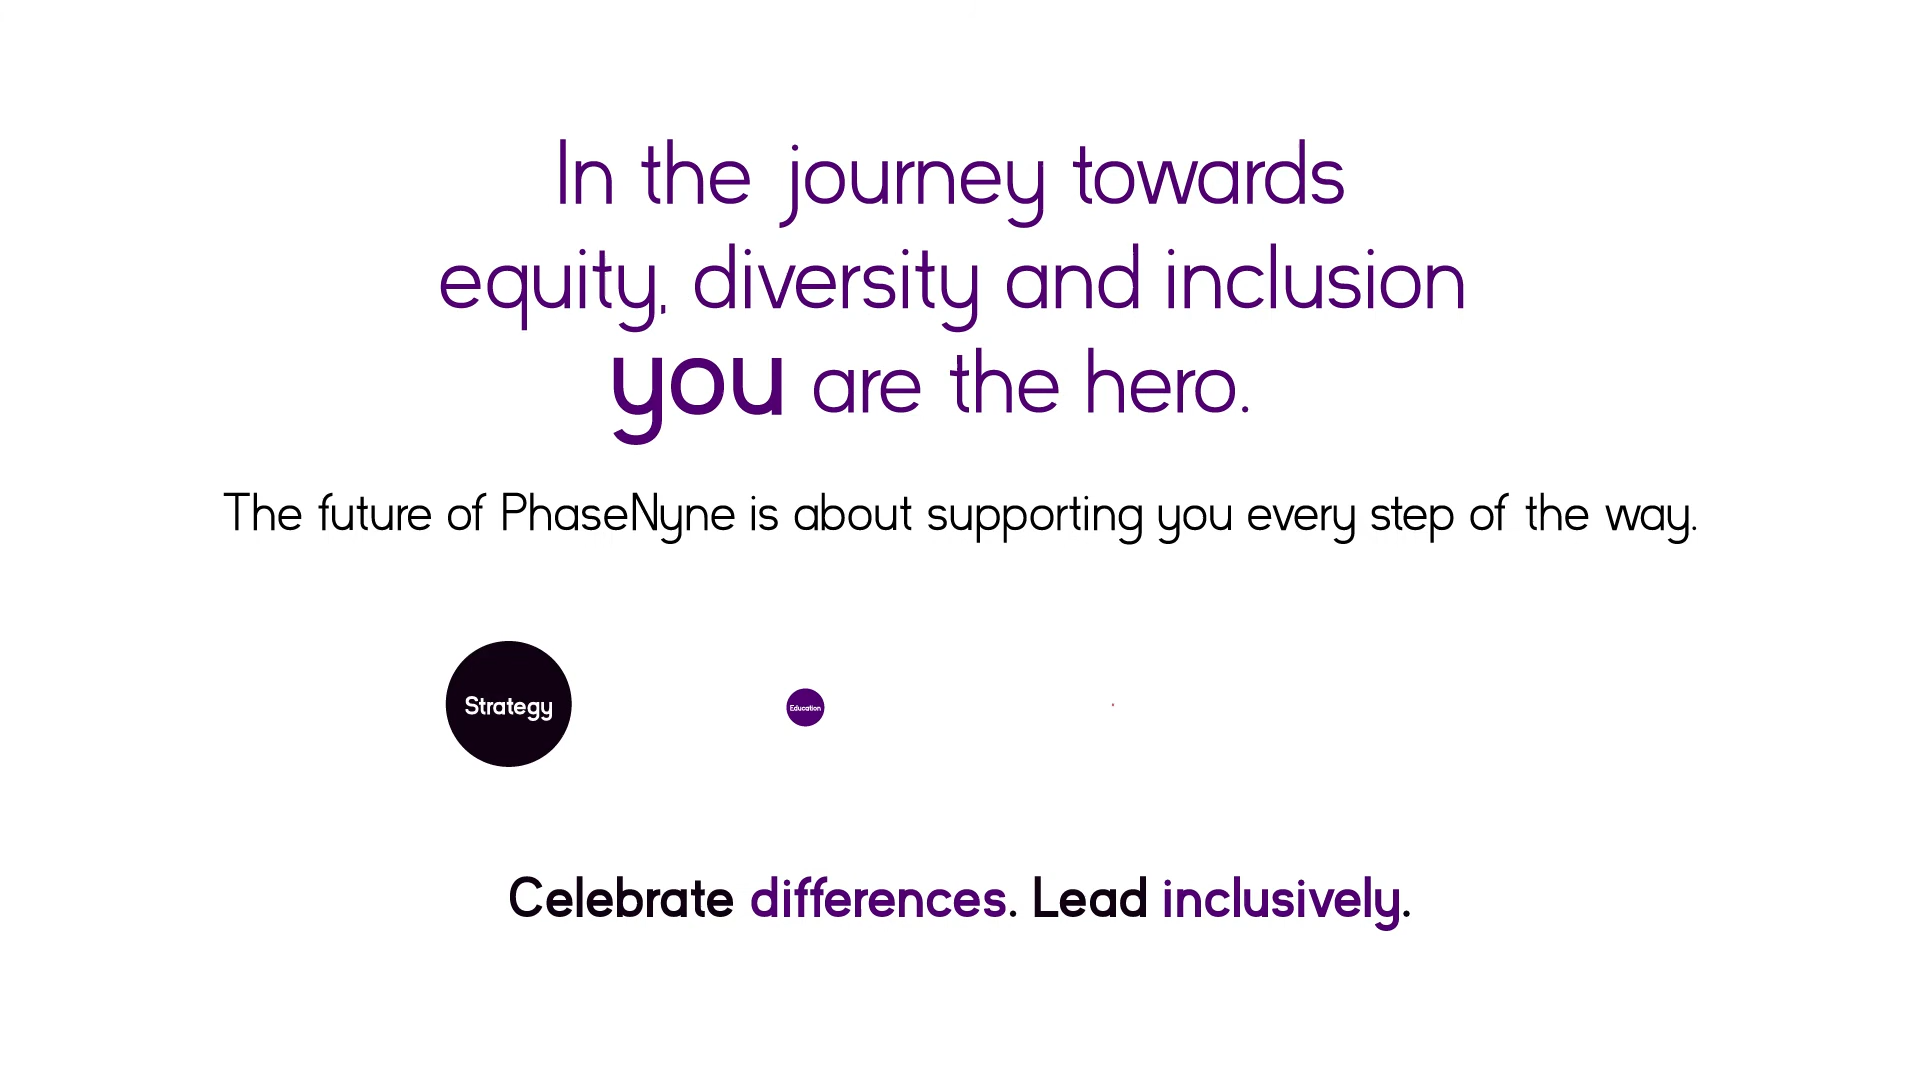 In the journey towards
equity, diversity and inclusion
you are the hero.
The future of PhaseNyne is about supporting you every step of the way.
Strategy
Education
Celebrate differences. Lead inclusively.